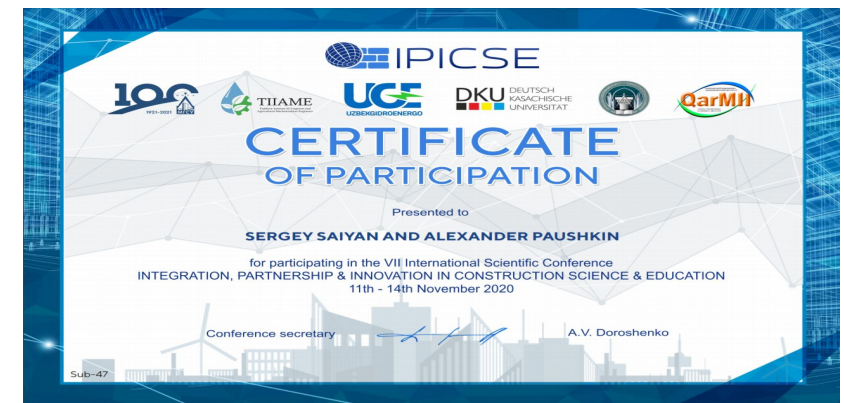 IPICSE
100
1921-2021 МГСУ
TIIAME
UGE
UZBEKGIDROENERGO
DKU DEUTSCH
KASACHISCHE
UNIVERSITÄT
QarMII
CERTIFICATE
OF PARTICIPATION
Presented to
SERGEY SAIYAN AND ALEXANDER PAUSHKIN
for participating in the VII International Scientific Conference
INTEGRATION, PARTNERSHIP & INNOVATION IN CONSTRUCTION SCIENCE & EDUCATION
11th - 14th November 2020
Conference secretary
A.V. Doroshenko
Sub-47